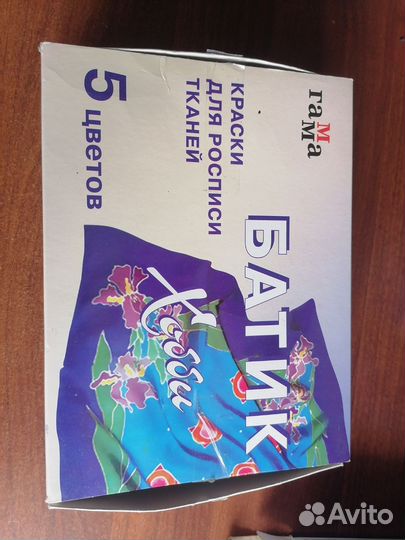 гамма
КРАСКИ
ДЛЯ РОСПИСИ
ТКАНЕЙ
5 цветов
БАТИК
Хобби
Avito